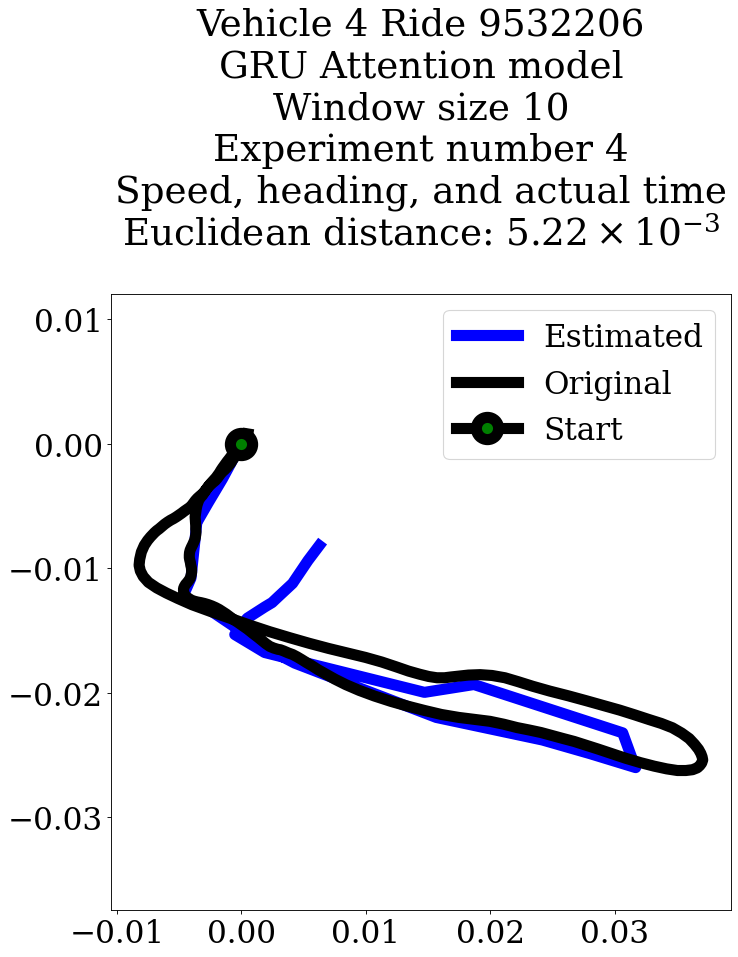 Vehicle 4 Ride 9532206
GRU Attention model
Window size 10
Experiment number 4
Speed, heading, and actual time
Euclidean distance: 5.22 × 10⁻³
Estimated
Original
Start
0.01
0.00
−0.01
−0.02
−0.03
−0.01 0.00 0.01 0.02 0.03